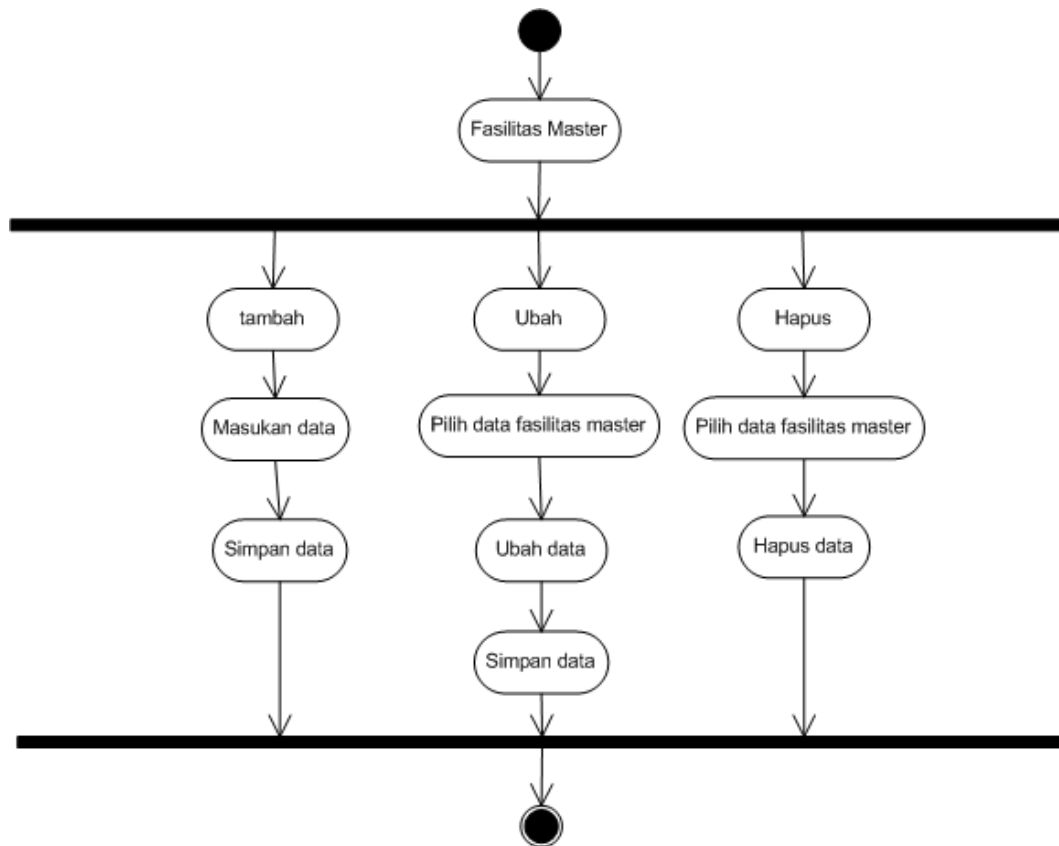 Fasilitas Master
tambah
Ubah
Hapus
Masukan data
Pilih data fasilitas master
Pilih data fasilitas master
Simpan data
Ubah data
Hapus data
Simpan data